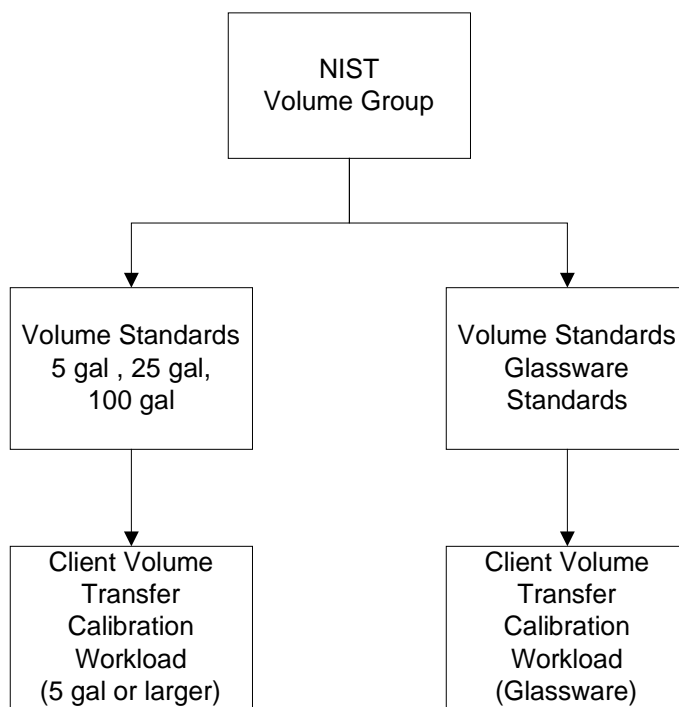 NIST
Volume Group
Volume Standards
5 gal , 25 gal,
100 gal
Volume Standards
Glassware
Standards
Client Volume
Transfer
Calibration
Workload
(5 gal or larger)
Client Volume
Transfer
Calibration
Workload
(Glassware)